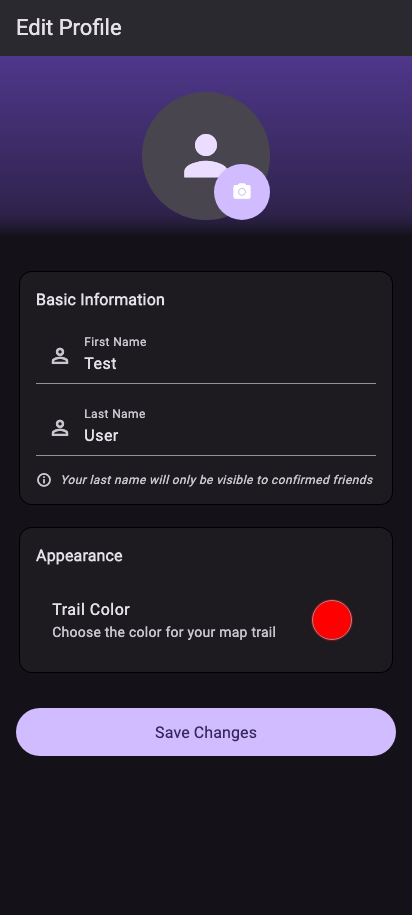 Edit Profile
Basic Information
First Name
Test
Last Name
User
Your last name will only be visible to confirmed friends
Appearance
Trail Color
Choose the color for your map trail
Save Changes